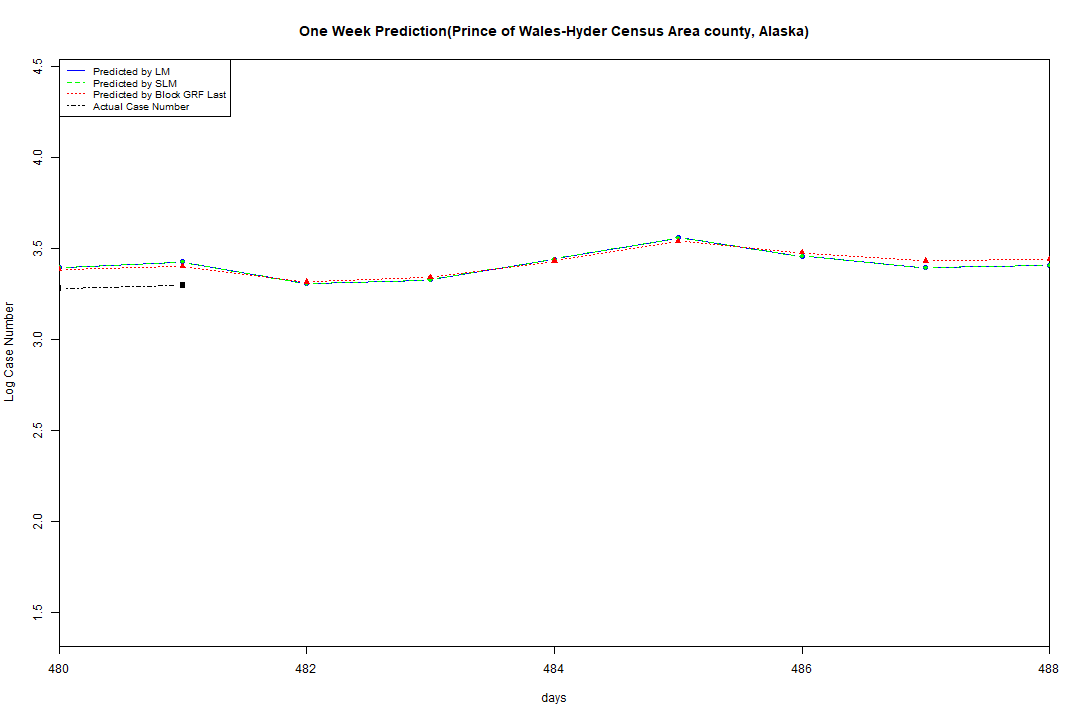 One Week Prediction(Prince of Wales-Hyder Census Area county, Alaska)
Predicted by LM
Predicted by SLM
Predicted by Block GRF Last
Actual Case Number
4.5
4.0
3.5
3.0
2.5
2.0
1.5
Log Case Number
480 482 484 486 488
days